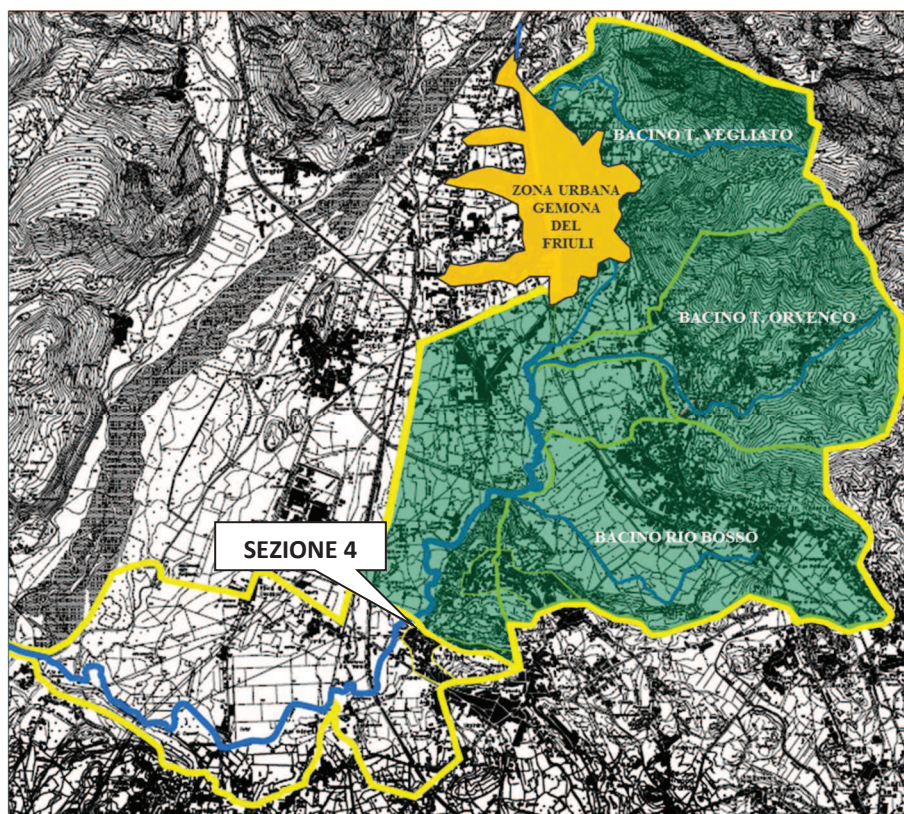 BACINO T. VEGLIATO
ZONA URBANA
GEMONA
DEL
FRIULI
BACINO T. ORVENCO
SEZIONE 4
BACINO RIO BOSSO